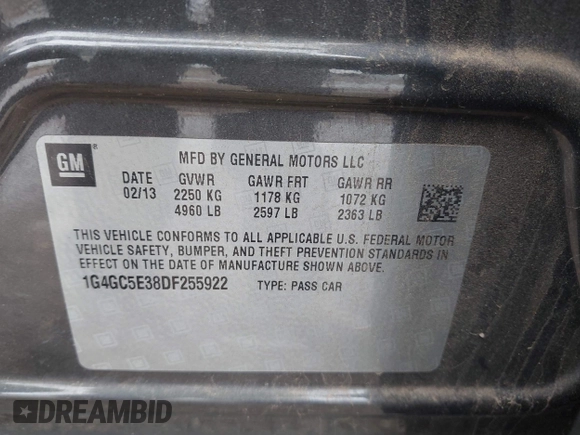 GM
®
MFD BY GENERAL MOTORS LLC
DATE GVWR GAWR FRT GAWR RR
02/13 2250 KG 1178 KG 1072 KG
4960 LB 2597 LB 2363 LB
THIS VEHICLE CONFORMS TO ALL APPLICABLE U.S. FEDERAL MOTOR
VEHICLE SAFETY, BUMPER, AND THEFT PREVENTION STANDARDS IN
EFFECT ON THE DATE OF MANUFACTURE SHOWN ABOVE.
1G4GC5E38DF255922 TYPE: PASS CAR
DREAMBID